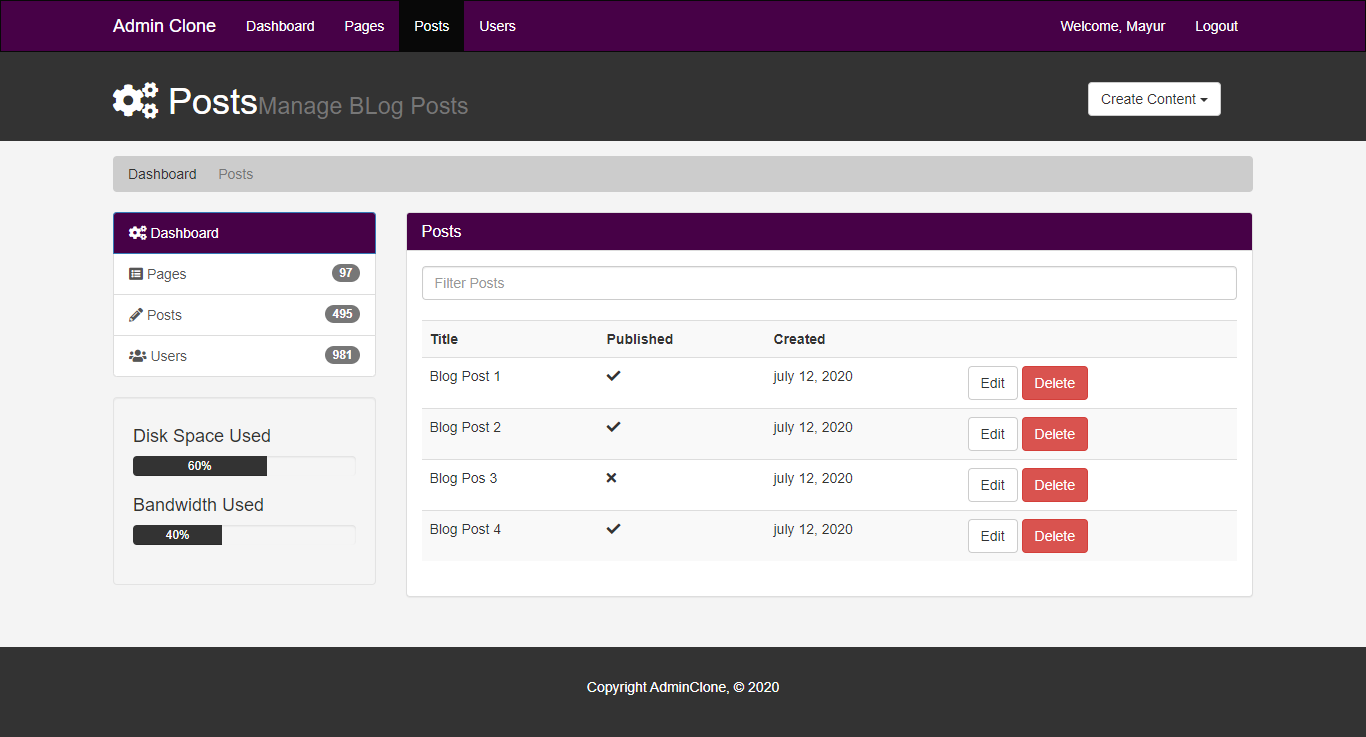 Admin Clone Dashboard Pages Posts Users Welcome, Mayur Logout
Posts Manage BLog Posts Create Content
Dashboard Posts
Dashboard
Pages 97
Posts 495
Users 981
Disk Space Used
60%
Bandwidth Used
40%
Posts
Filter Posts
Title Published Created
Blog Post 1 july 12, 2020 Edit Delete
Blog Post 2 july 12, 2020 Edit Delete
Blog Pos 3 july 12, 2020 Edit Delete
Blog Post 4 july 12, 2020 Edit Delete
Copyright AdminClone, © 2020